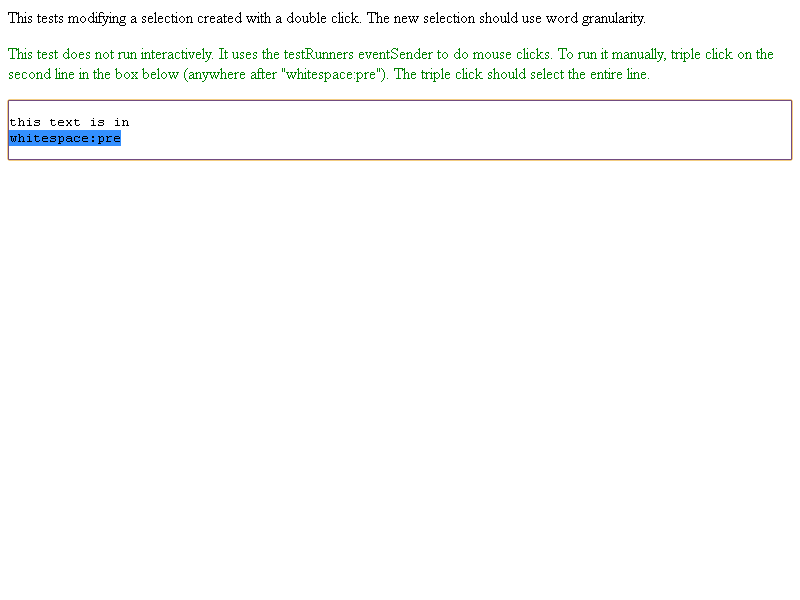 This tests modifying a selection created with a double click. The new selection should use word granularity.
This test does not run interactively. It uses the testRunners eventSender to do mouse clicks. To run it manually, triple click on the
second line in the box below (anywhere after "whitespace:pre"). The triple click should select the entire line.
this text is in
whitespace:pre